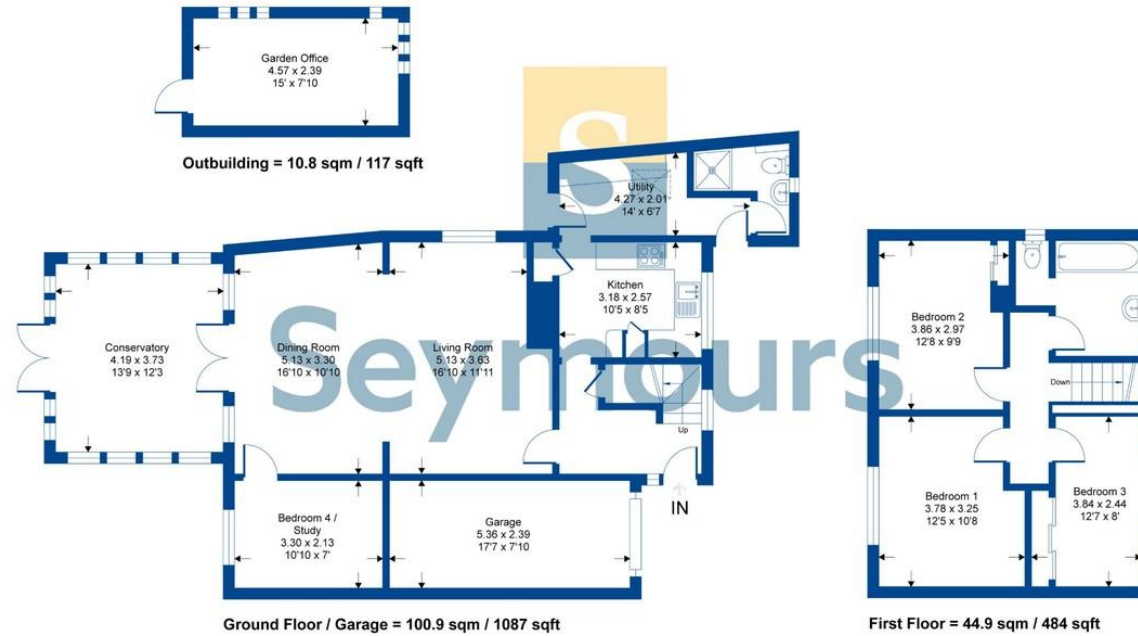 Garden Office
4.57 x 2.39
15' x 7'10
Outbuilding = 10.8 sqm / 117 sqft
S
Utility
4.27 x 2.01
14' x 6'7
Kitchen
3.18 x 2.57
10'5 x 8'5
Conservatory
4.19 x 3.73
13'9 x 12'3
Dining Room
5.13 x 3.30
16'10 x 10'10
Living Room
5.13 x 3.63
16'10 x 11'11
Seymours
Up
IN
Bedroom 4 /
Study
3.30 x 2.13
10'10 x 7'
Garage
5.36 x 2.39
17'7 x 7'10
Ground Floor / Garage = 100.9 sqm / 1087 sqft
Bedroom 2
3.86 x 2.97
12'8 x 9'9
Down
Bedroom 1
3.78 x 3.25
12'5 x 10'8
Bedroom 3
3.84 x 2.44
12'7 x 8'
First Floor = 44.9 sqm / 484 sqft